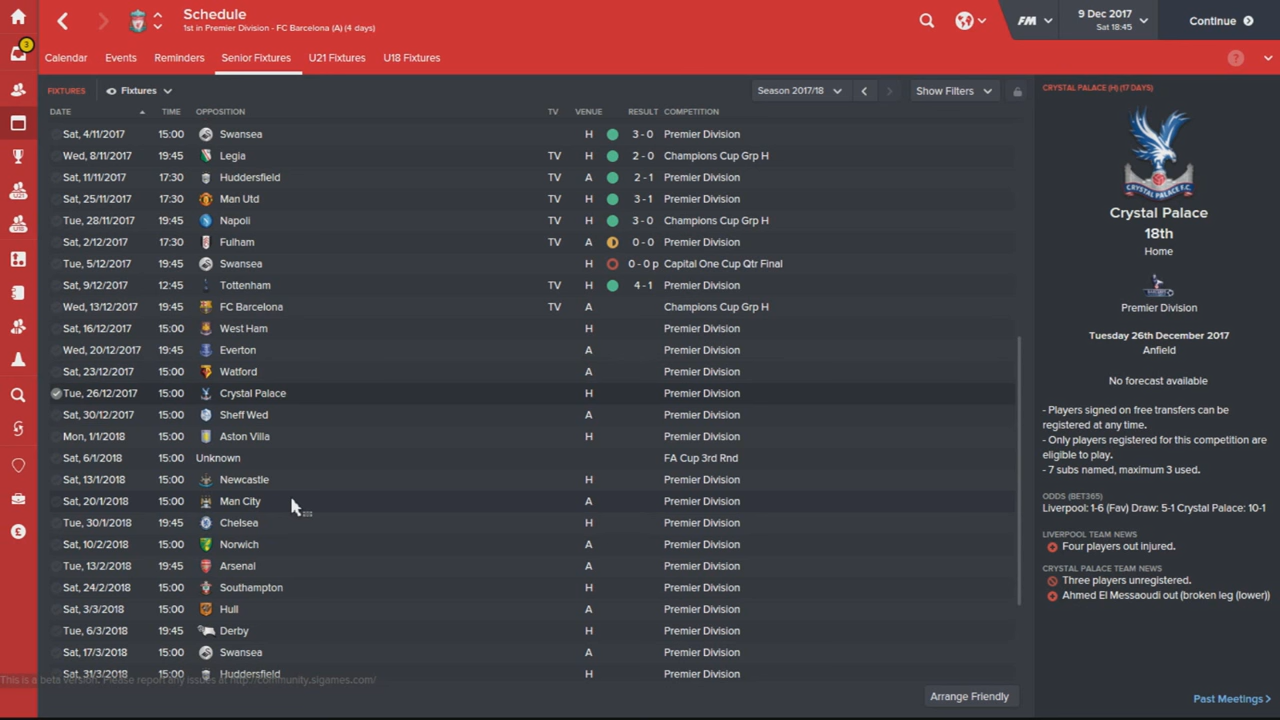 Schedule
1st in Premier Division - FC Barcelona (A) (4 days)
FM
9 Dec 2017
Sat 18:45
Continue
3
Calendar Events Reminders Senior Fixtures U21 Fixtures U18 Fixtures
?
FIXTURES Fixtures Season 2017/18 Show Filters
DATE TIME OPPOSITION TV VENUE RESULT COMPETITION
Sat, 4/11/2017 15:00 Swansea H 3 - 0 Premier Division
Wed, 8/11/2017 19:45 Legia TV H 2 - 0 Champions Cup Grp H
Sat, 11/11/2017 17:30 Huddersfield TV A 2 - 1 Premier Division
Sat, 25/11/2017 17:30 Man Utd TV H 3 - 1 Premier Division
Tue, 28/11/2017 19:45 Napoli TV H 3 - 0 Champions Cup Grp H
Sat, 2/12/2017 17:30 Fulham TV A 0 - 0 Premier Division
Tue, 5/12/2017 19:45 Swansea H 0 - 0 p Capital One Cup Qtr Final
Sat, 9/12/2017 12:45 Tottenham TV H 4 - 1 Premier Division
Wed, 13/12/2017 19:45 FC Barcelona TV A Champions Cup Grp H
Sat, 16/12/2017 15:00 West Ham H Premier Division
Wed, 20/12/2017 19:45 Everton A Premier Division
Sat, 23/12/2017 15:00 Watford A Premier Division
Tue, 26/12/2017 15:00 Crystal Palace H Premier Division
Sat, 30/12/2017 15:00 Sheff Wed A Premier Division
Mon, 1/1/2018 15:00 Aston Villa H Premier Division
Sat, 6/1/2018 15:00 Unknown FA Cup 3rd Rnd
Sat, 13/1/2018 15:00 Newcastle H Premier Division
Sat, 20/1/2018 15:00 Man City A Premier Division
Tue, 30/1/2018 19:45 Chelsea H Premier Division
Sat, 10/2/2018 15:00 Norwich A Premier Division
Tue, 13/2/2018 19:45 Arsenal A Premier Division
Sat, 24/2/2018 15:00 Southampton H Premier Division
Sat, 3/3/2018 15:00 Hull A Premier Division
Tue, 6/3/2018 19:45 Derby H Premier Division
Sat, 17/3/2018 15:00 Swansea A Premier Division
Sat, 31/3/2018 15:00 Huddersfield H Premier Division
This is a beta version. Please report any issues at http://community.sigames.com/
Arrange Friendly
CRYSTAL PALACE (H) (17 DAYS)
CRYSTAL PALACE F.C.
Crystal Palace
18th
Home
Premier Division
Tuesday 26th December 2017
Anfield
No forecast available
- Players signed on free transfers can be
registered at any time.
- Only players registered for this competition are
eligible to play.
- 7 subs named, maximum 3 used.
ODDS (BET365)
Liverpool: 1-6 (Fav) Draw: 5-1 Crystal Palace: 10-1
LIVERPOOL TEAM NEWS
Four players out injured.
CRYSTAL PALACE TEAM NEWS
Three players unregistered.
Ahmed El Messaoudi out (broken leg (lower))
Past Meetings >